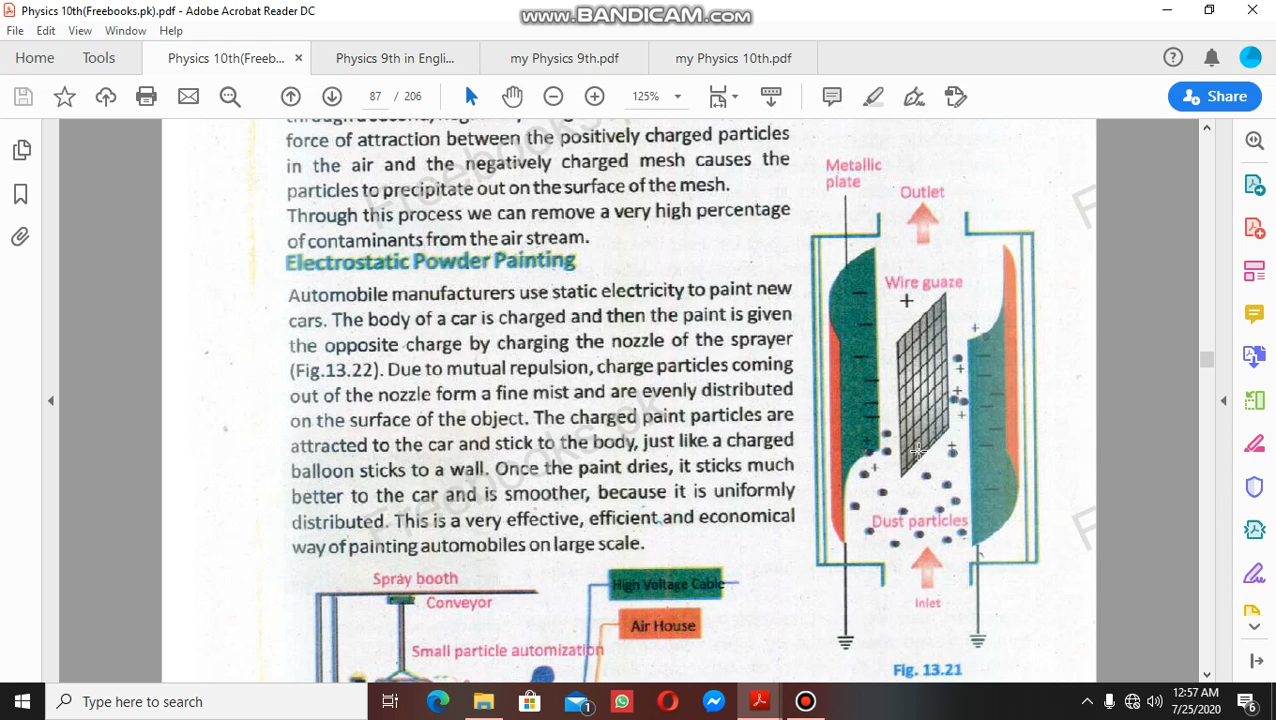 Physics 10th(Freebooks.pk).pdf - Adobe Acrobat Reader DC
www.BANDICAM.com
File Edit View Window Help
Home Tools Physics 10th(Freeb... × Physics 9th in Engli... my Physics 9th.pdf my Physics 10th.pdf
87 / 206 125% Share
force of attraction between the positively charged particles
in the air and the negatively charged mesh causes the
particles to precipitate out on the surface of the mesh.
Through this process we can remove a very high percentage
of contaminants from the air stream.
Electrostatic Powder Painting
Automobile manufacturers use static electricity to paint new
cars. The body of a car is charged and then the paint is given
the opposite charge by charging the nozzle of the sprayer
(Fig.13.22). Due to mutual repulsion, charge particles coming
out of the nozzle form a fine mist and are evenly distributed
on the surface of the object. The charged paint particles are
attracted to the car and stick to the body, just like a charged
balloon sticks to a wall. Once the paint dries, it sticks much
better to the car and is smoother, because it is uniformly
distributed. This is a very effective, efficient and economical
way of painting automobiles on large scale.
Spray booth
Conveyor
Small particle automization
High Voltage Cable
Air House
Metallic
plate
Outlet
Wire guaze
Dust particles
Inlet
Fig. 13.21
Freebooks.pk
Type here to search
1
12:57 AM
7/25/2020
6